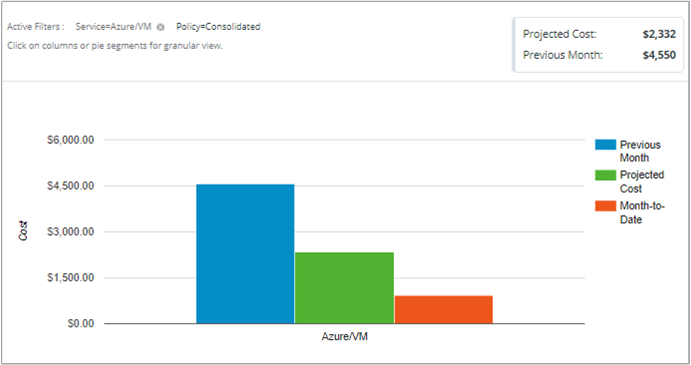 Active Filters : Service=Azure/VM Policy=Consolidated
Click on columns or pie segments for granular view.
Projected Cost: $2,332
Previous Month: $4,550
$6,000.00
$4,500.00
$3,000.00
$1,500.00
$0.00
Cost
Azure/VM
Previous
Month
Projected
Cost
Month-to-
Date